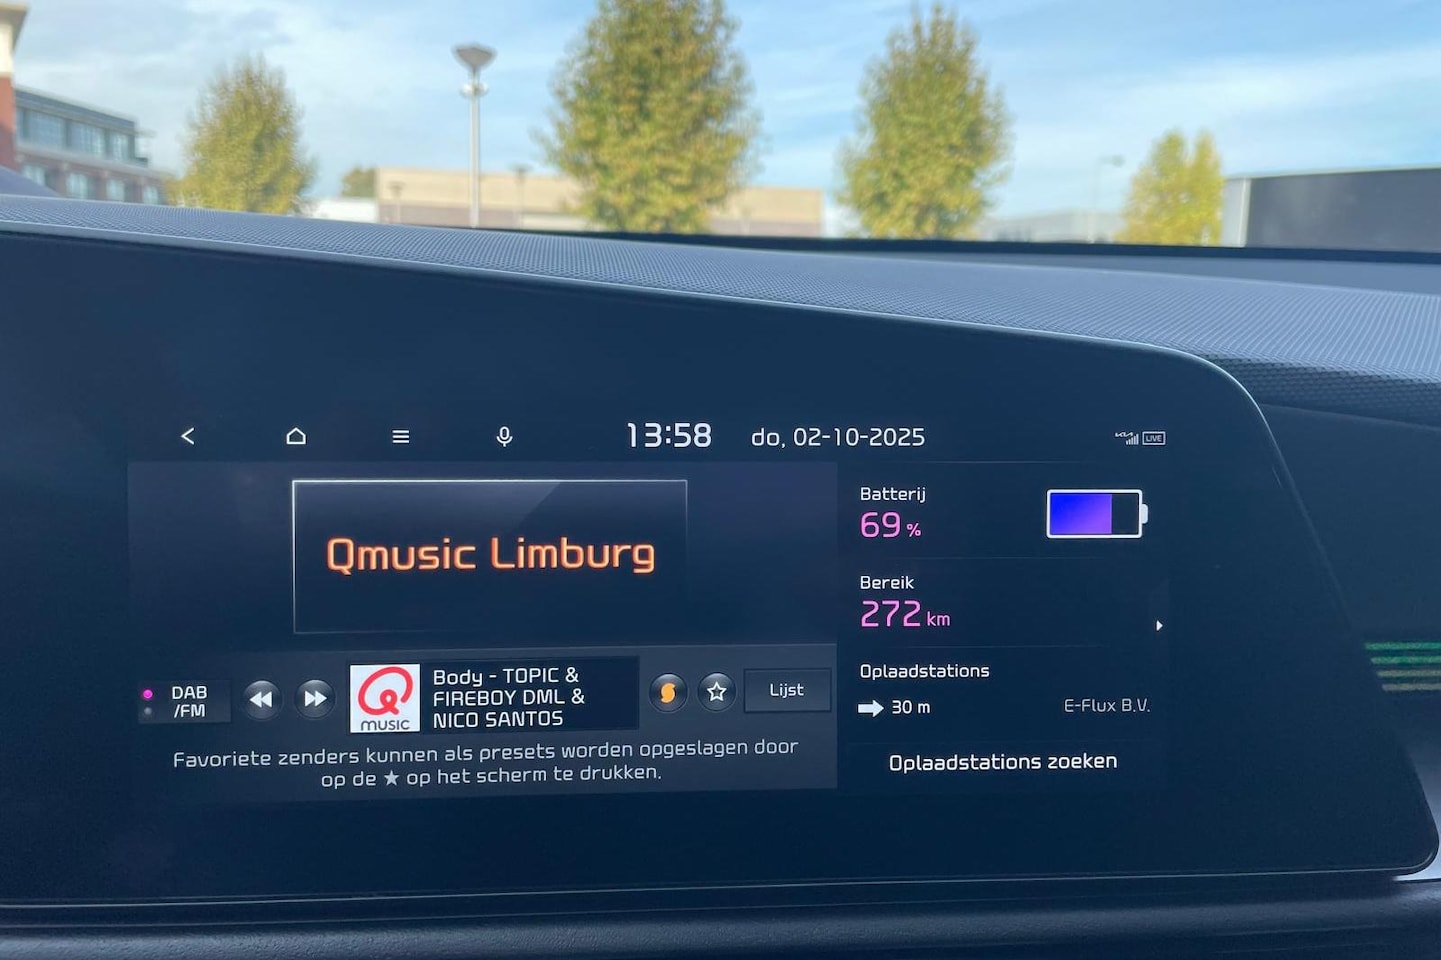 13:58 do, 02-10-2025
LIVE
Qmusic Limburg
DAB
/FM
MUSIC
Body - TOPIC &
FIREBOY DML &
NICO SANTOS
Lijst
Favoriete zenders kunnen als presets worden opgeslagen door
op de ★ op het scherm te drukken.
Batterij
69 %
Bereik
272 km
Oplaadstations
30 m E-Flux B.V.
Oplaadstations zoeken